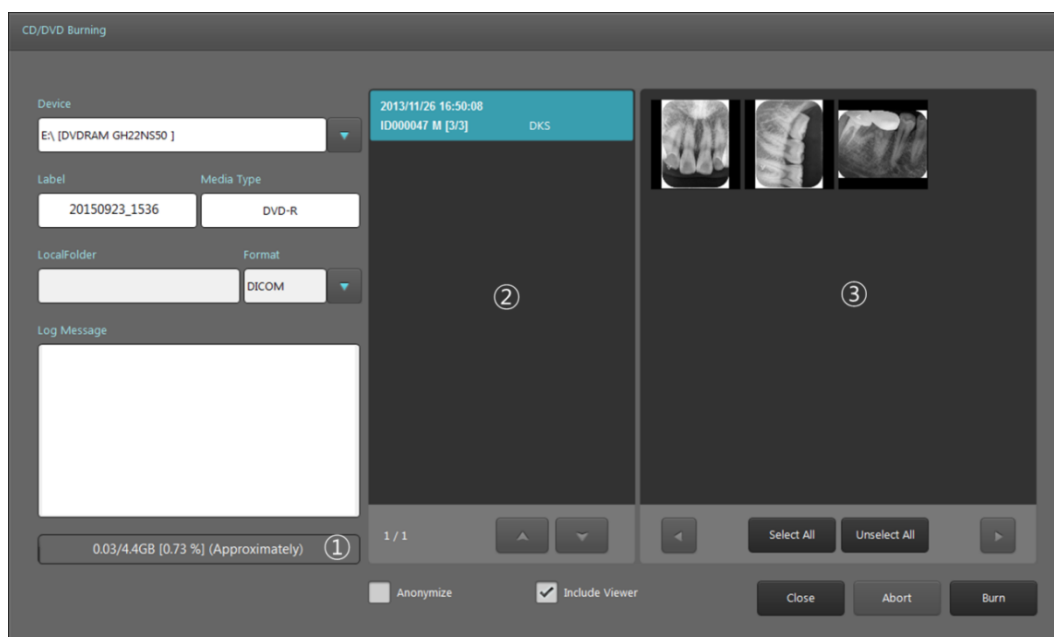 CD/DVD Burning
Device
E:\ [DVDRAM GH22NS50 ]
Label Media Type
20150923_1536 DVD-R
LocalFolder Format
DICOM
Log Message
0.03/4.4GB [0.73 %] (Approximately) ①
2013/11/26 16:50:08
ID000047 M [3/3] DKS
②
1 / 1
③
Select All Unselect All
Anonymize Include Viewer
Close Abort Burn